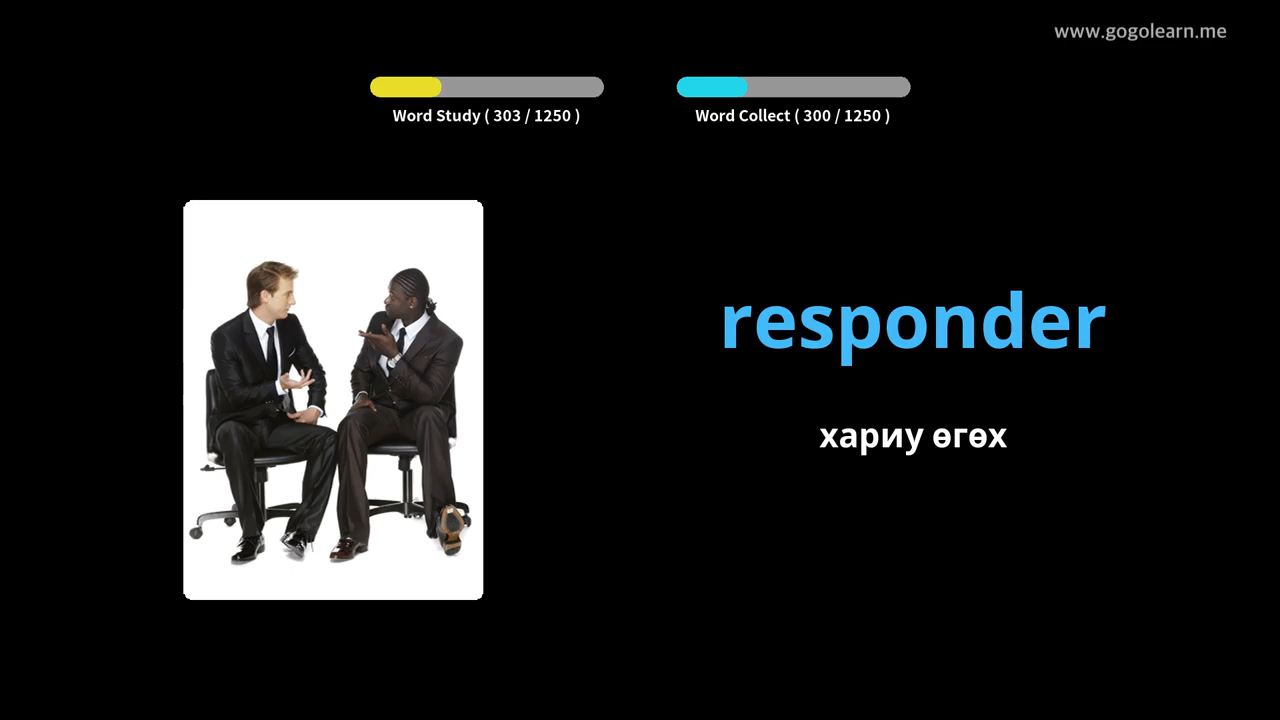 www.gogolearn.me
Word Study ( 303 / 1250 )
Word Collect ( 300 / 1250 )
responder
хариу өгөх